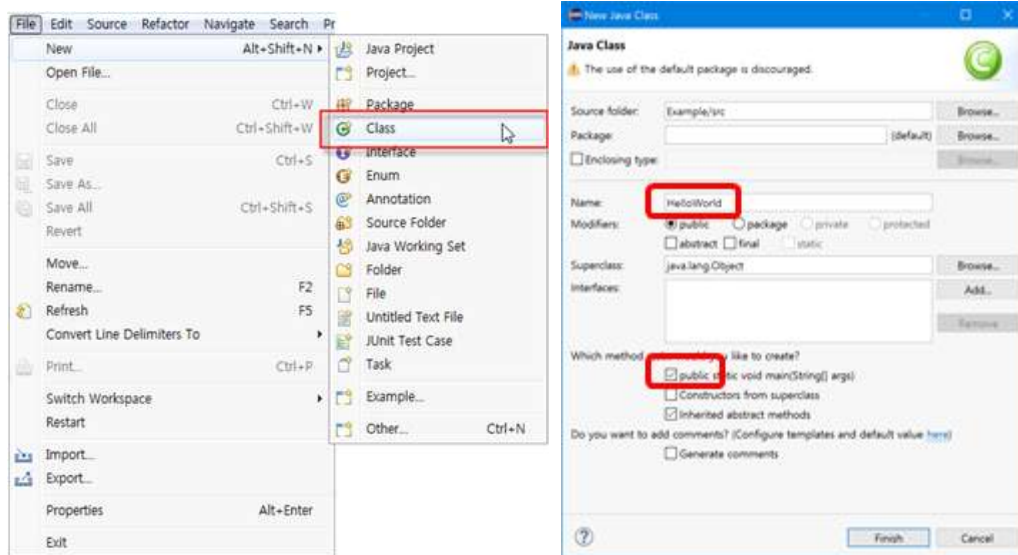 File Edit Source Refactor Navigate Search Pr
New Alt+Shift+N
Open File...
Close Ctrl+W
Close All Ctrl+Shift+W
Save Ctrl+S
Save As...
Save All Ctrl+Shift+S
Revert
Move...
Rename... F2
Refresh F5
Convert Line Delimiters To
Print... Ctrl+P
Switch Workspace
Restart
Import...
Export...
Properties Alt+Enter
Exit
Java Project
Project...
Package
Class
Interface
Enum
Annotation
Source Folder
Java Working Set
Folder
File
Untitled Text File
JUnit Test Case
Task
Example...
Other... Ctrl+N
New Java Class
Java Class
The use of the default package is discouraged.
Source folder: Example/src Browse...
Package: (default) Browse...
Enclosing type: Browse...
Name: HelloWorld
Modifiers: public package private protected
abstract final static
Superclass: java.lang.Object Browse...
Interfaces: Add...
Remove
Which method you like to create?
public static void main(String[] args)
Constructors from superclass
Inherited abstract methods
Do you want to add comments? (Configure templates and default value here)
Generate comments
Finish Cancel